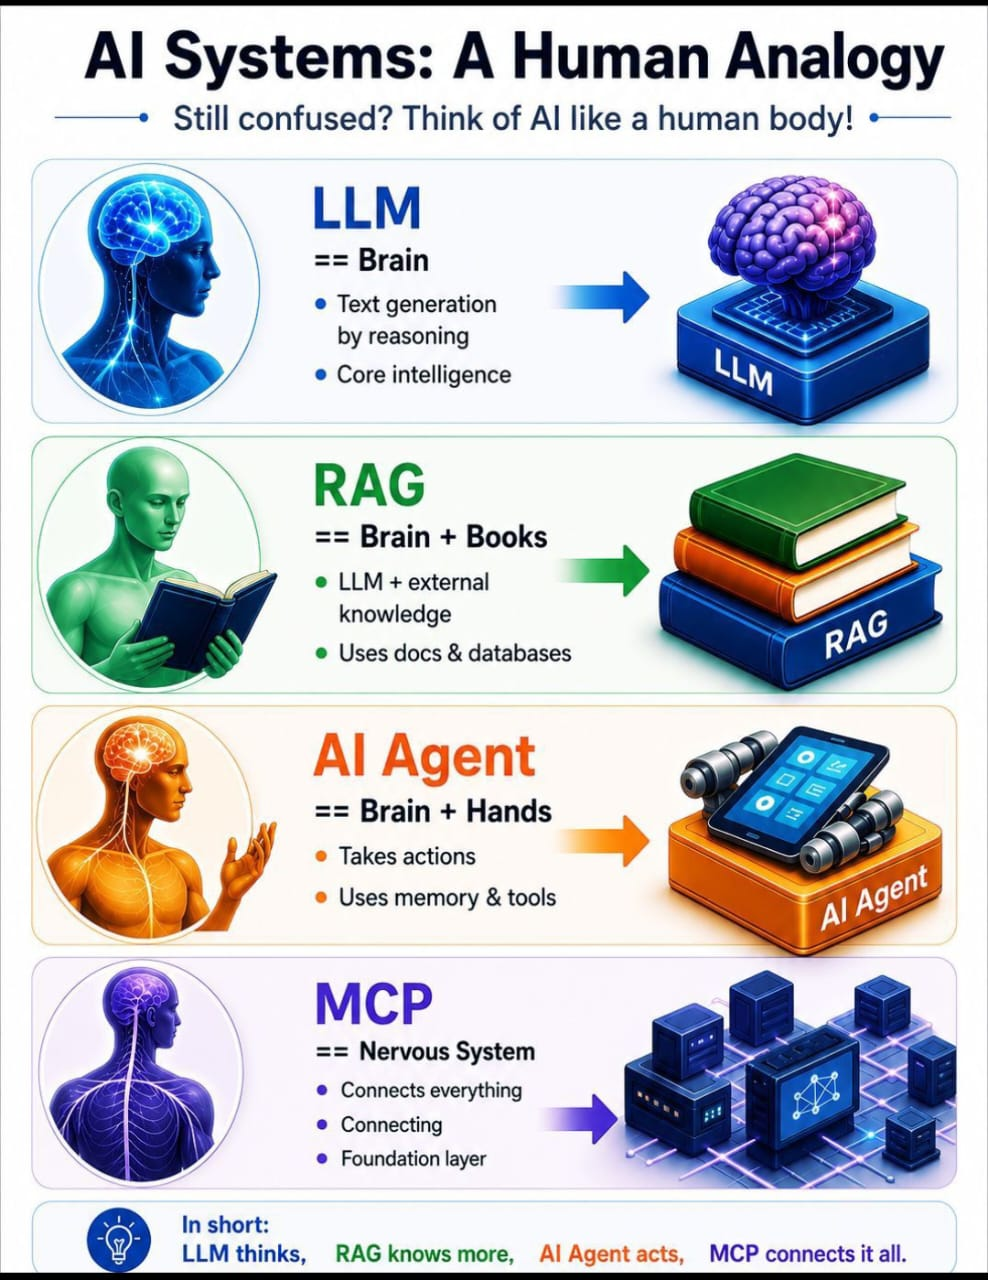 AI Systems: A Human Analogy
Still confused? Think of AI like a human body!
LLM
== Brain
• Text generation
by reasoning
• Core intelligence
LLM
RAG
== Brain + Books
• LLM + external
knowledge
• Uses docs & databases
RAG
AI Agent
== Brain + Hands
• Takes actions
• Uses memory & tools
AI Agent
MCP
== Nervous System
• Connects everything
• Connecting
• Foundation layer
In short:
LLM thinks, RAG knows more, AI Agent acts, MCP connects it all.